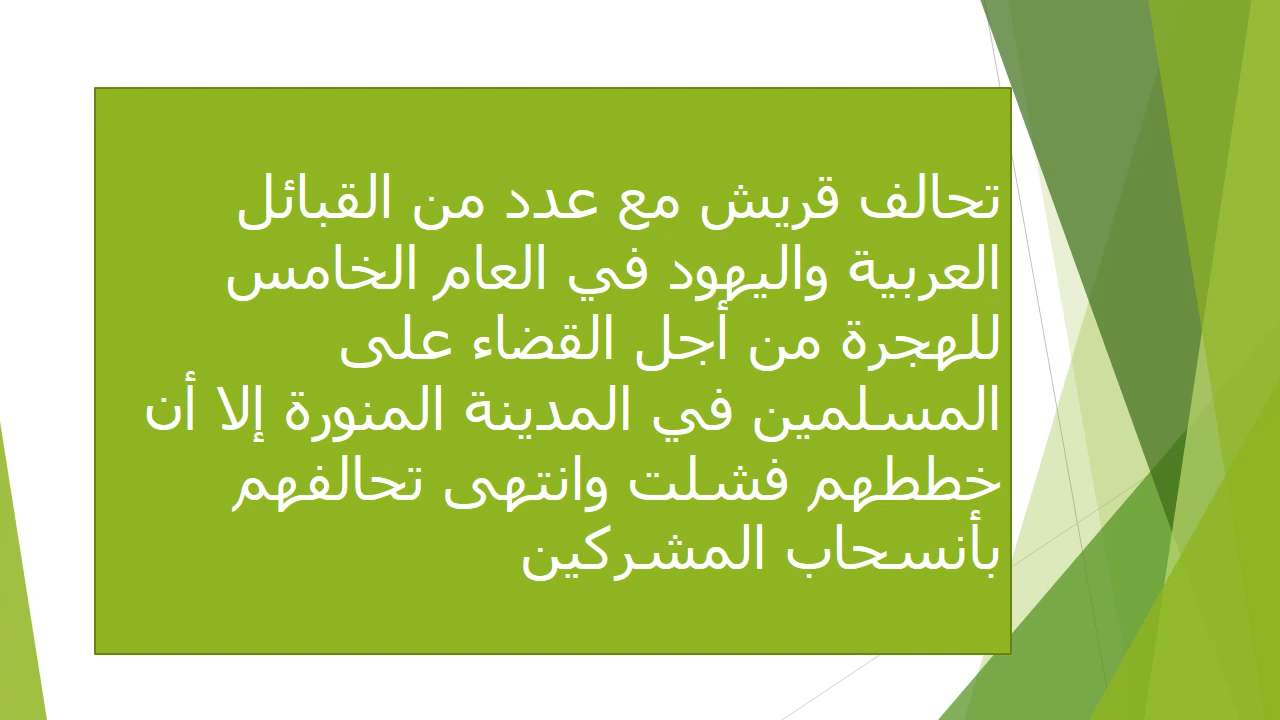 تحالف قريش مع عدد من القبائل
العربية واليهود في العام الخامس
للهجرة من أجل القضاء على
المسلمين في المدينة المنورة إلا أن
خططهم فشلت وانتهى تحالفهم
بأنسحاب المشركين